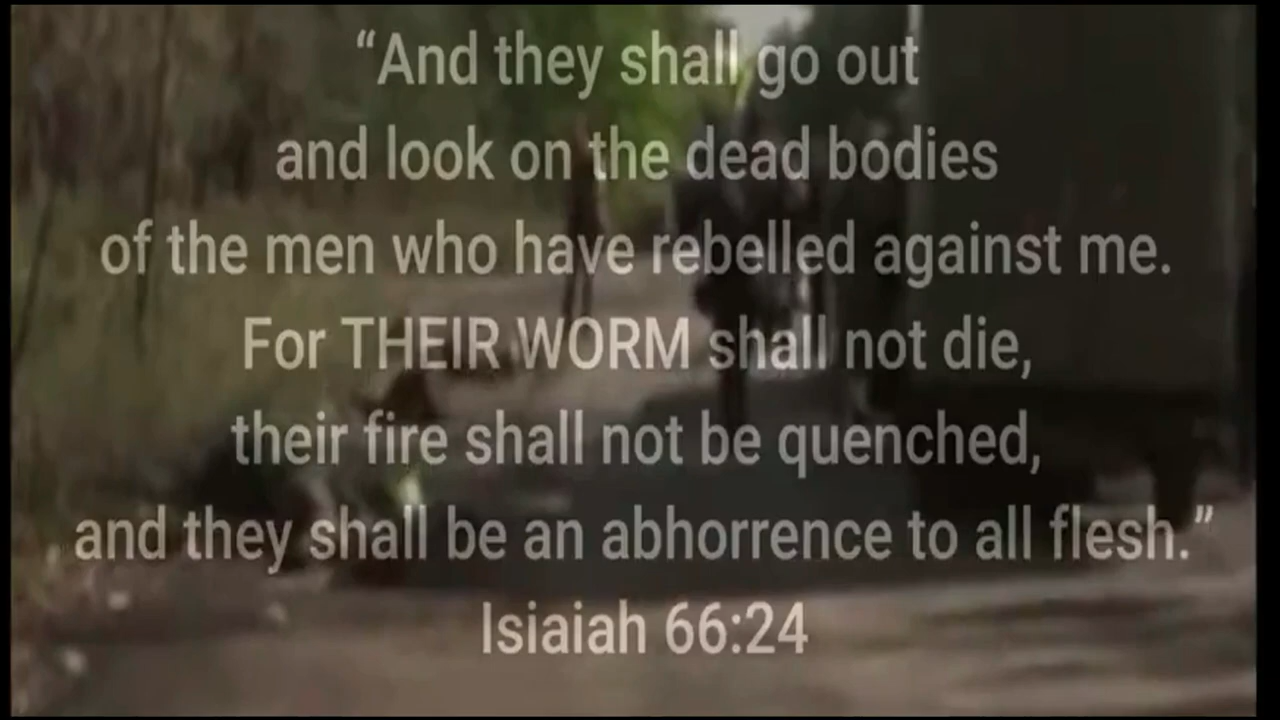 “And they shall go out
and look on the dead bodies
of the men who have rebelled against me.
For THEIR WORM shall not die,
their fire shall not be quenched,
and they shall be an abhorrence to all flesh.”
Isiaiah 66:24